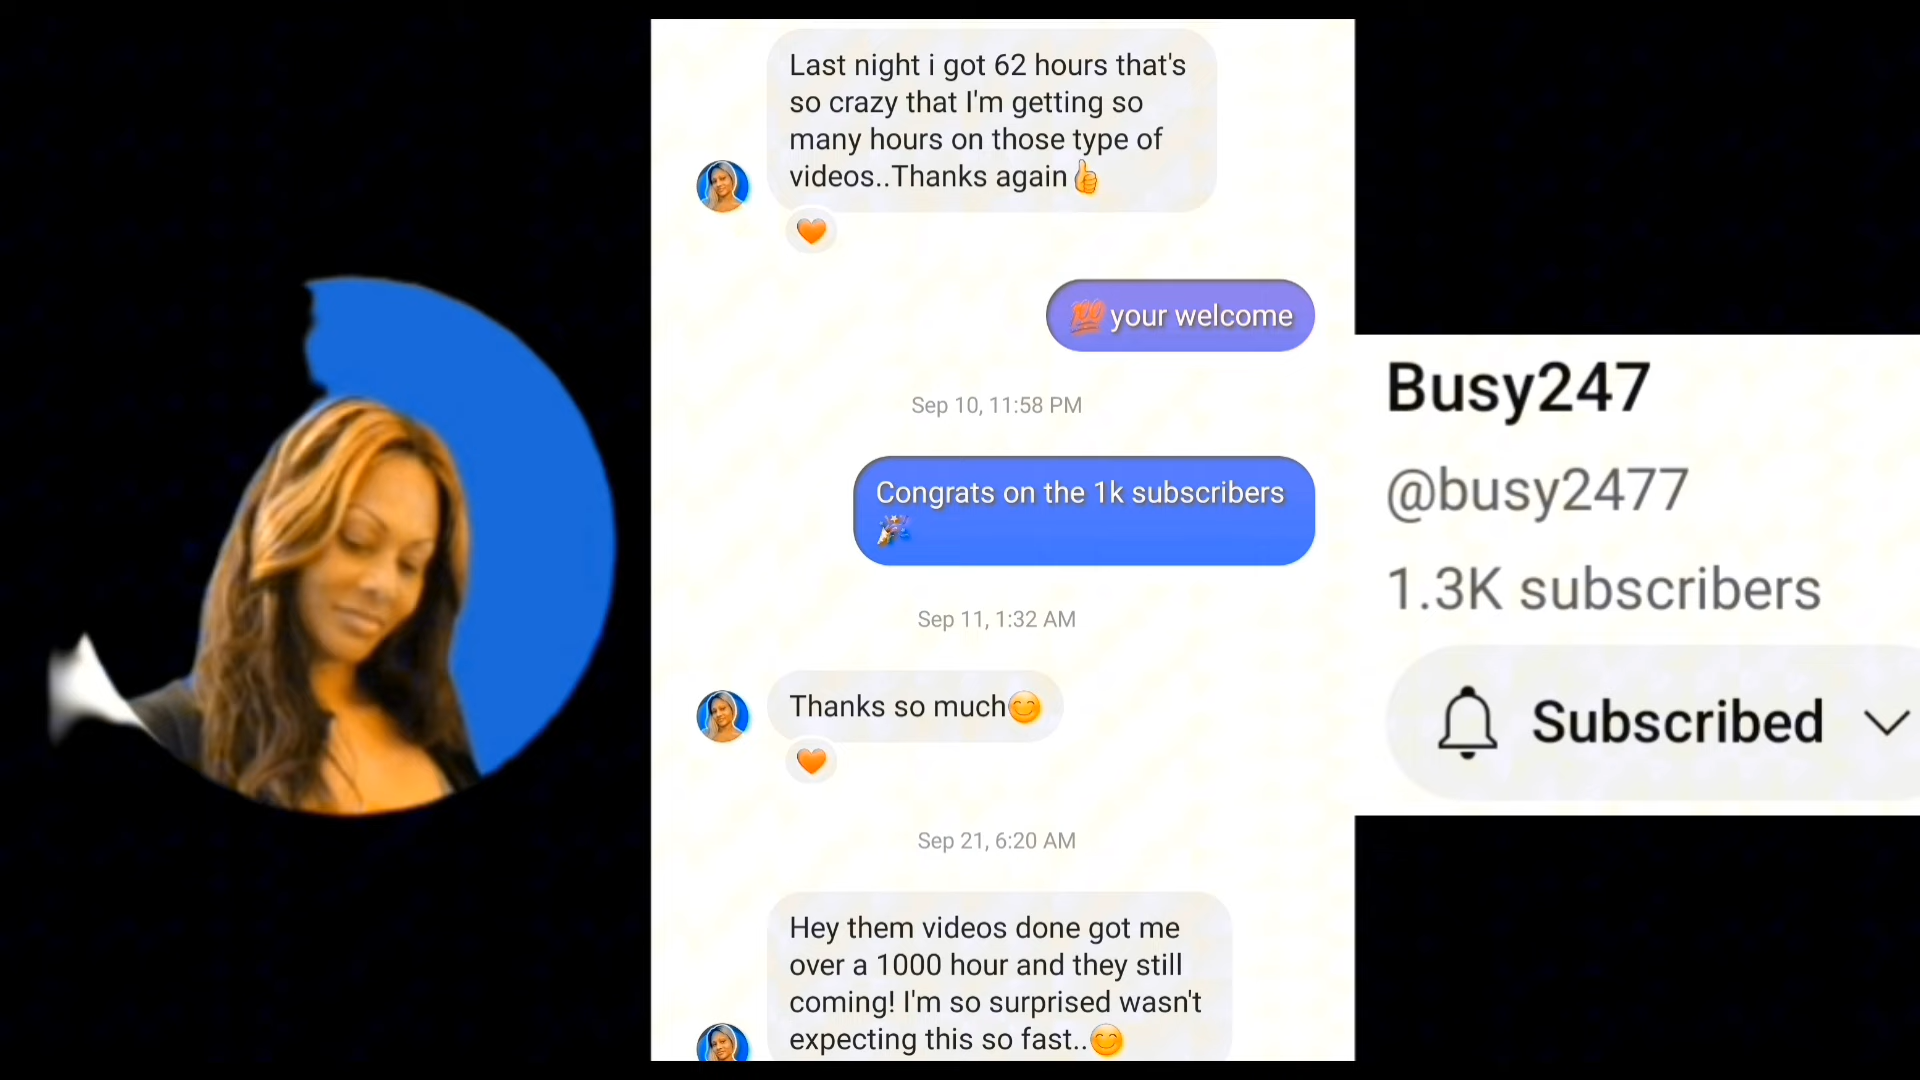 Last night i got 62 hours that's
so crazy that I'm getting so
many hours on those type of
videos..Thanks again👍
🧡
💯your welcome
Sep 10, 11:58 PM
Congrats on the 1k subscribers
🎉
Sep 11, 1:32 AM
Thanks so much😊
🧡
Sep 21, 6:20 AM
Hey them videos done got me
over a 1000 hour and they still
coming! I'm so surprised wasn't
expecting this so fast..😊
Busy247
@busy2477
1.3K subscribers
Subscribed